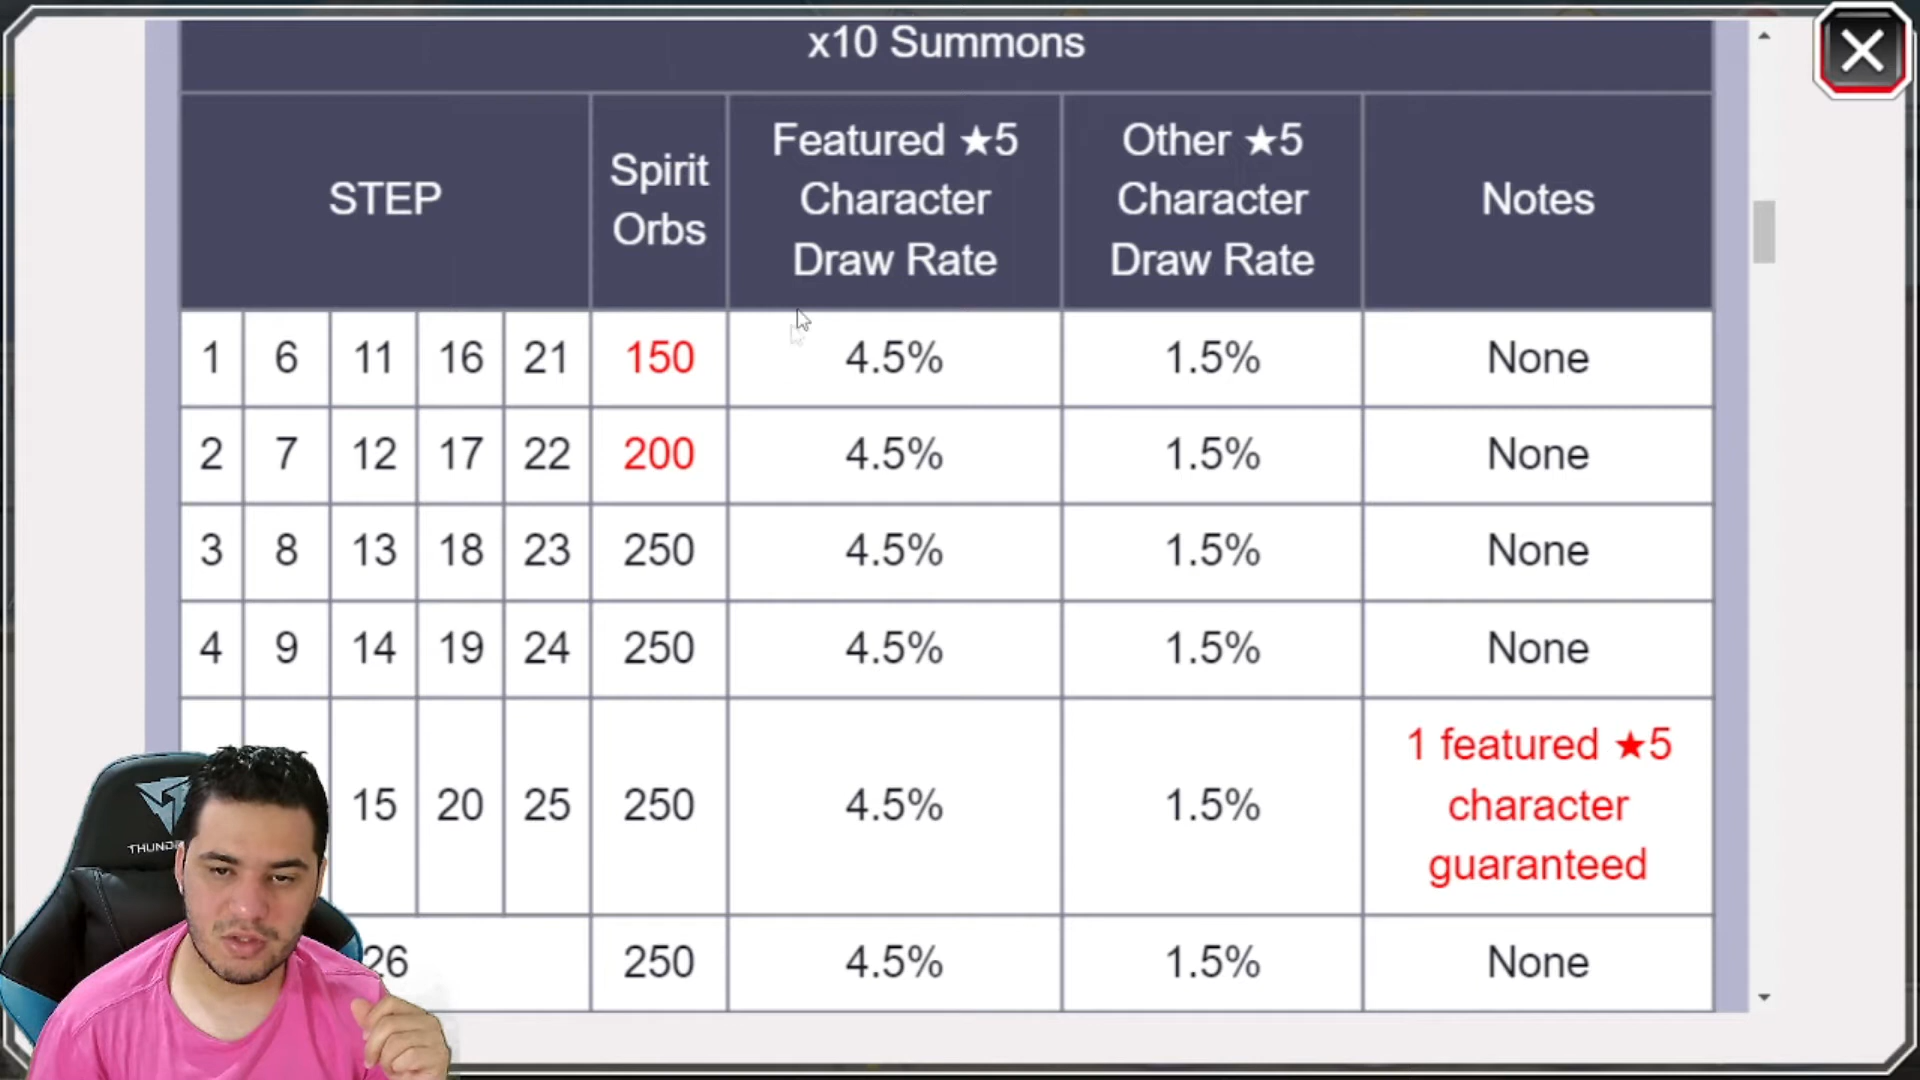 x10 Summons
STEP
Spirit
Orbs
Featured ★5
Character
Draw Rate
Other ★5
Character
Draw Rate
Notes
1 6 11 16 21 150 4.5% 1.5% None
2 7 12 17 22 200 4.5% 1.5% None
3 8 13 18 23 250 4.5% 1.5% None
4 9 14 19 24 250 4.5% 1.5% None
15 20 25 250 4.5% 1.5% 1 featured ★5
character
guaranteed
26 250 4.5% 1.5% None